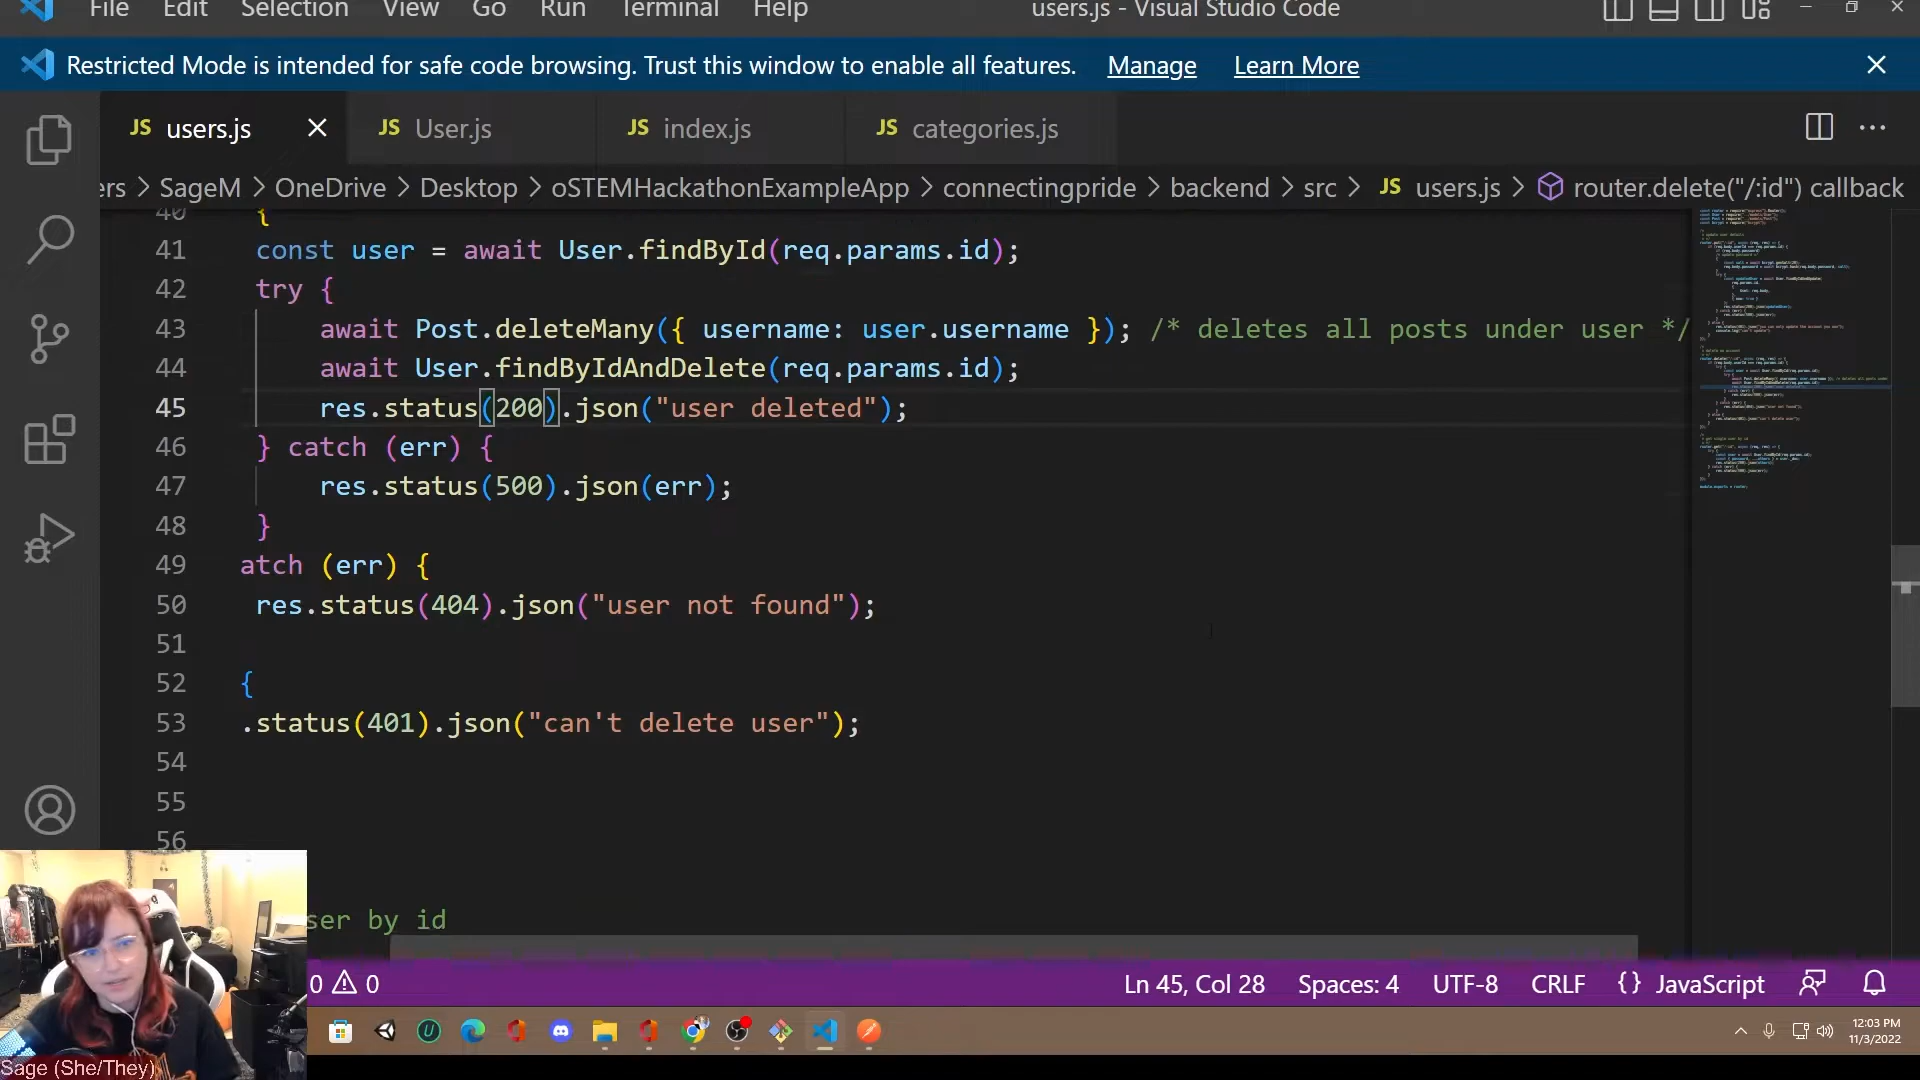 File Edit Selection View Go Run Terminal Help users.js - Visual Studio Code
Restricted Mode is intended for safe code browsing. Trust this window to enable all features. Manage Learn More
JS users.js JS User.js JS index.js JS categories.js
ers > SageM > OneDrive > Desktop > oSTEMHackathonExampleApp > connectingpride > backend > src > JS users.js > router.delete("/:id") callback
40 {
41 const user = await User.findById(req.params.id);
42 try {
43 await Post.deleteMany({ username: user.username }); /* deletes all posts under user */
44 await User.findByIdAndDelete(req.params.id);
45 res.status(200).json("user deleted");
46 } catch (err) {
47 res.status(500).json(err);
48 }
49 atch (err) {
50 res.status(404).json("user not found");
51
52 {
53 .status(401).json("can't delete user");
54
55
56
ser by id
0 0 Ln 45, Col 28 Spaces: 4 UTF-8 CRLF {} JavaScript
12:03 PM
11/3/2022
Sage (She/They)